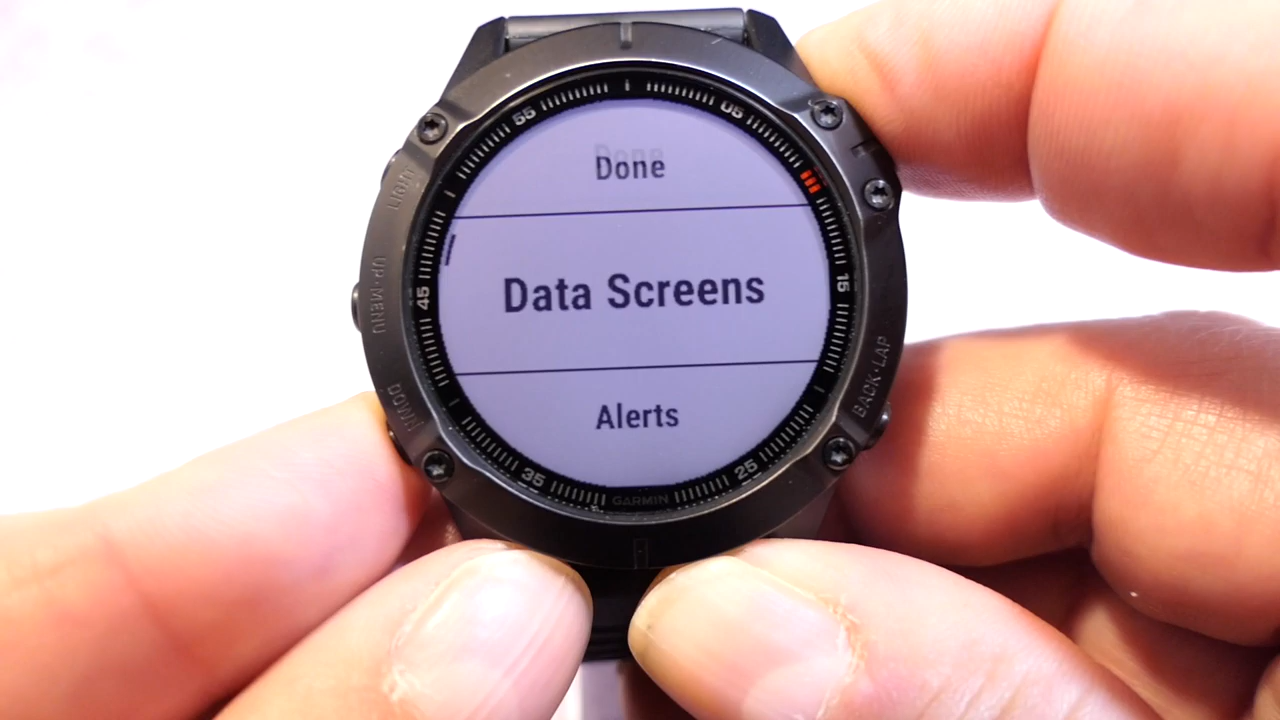 55
05
Done
LIGHT
UP·MENU
Data Screens
45
15
DOWN
Alerts
BACK·LAP
35
25
GARMIN